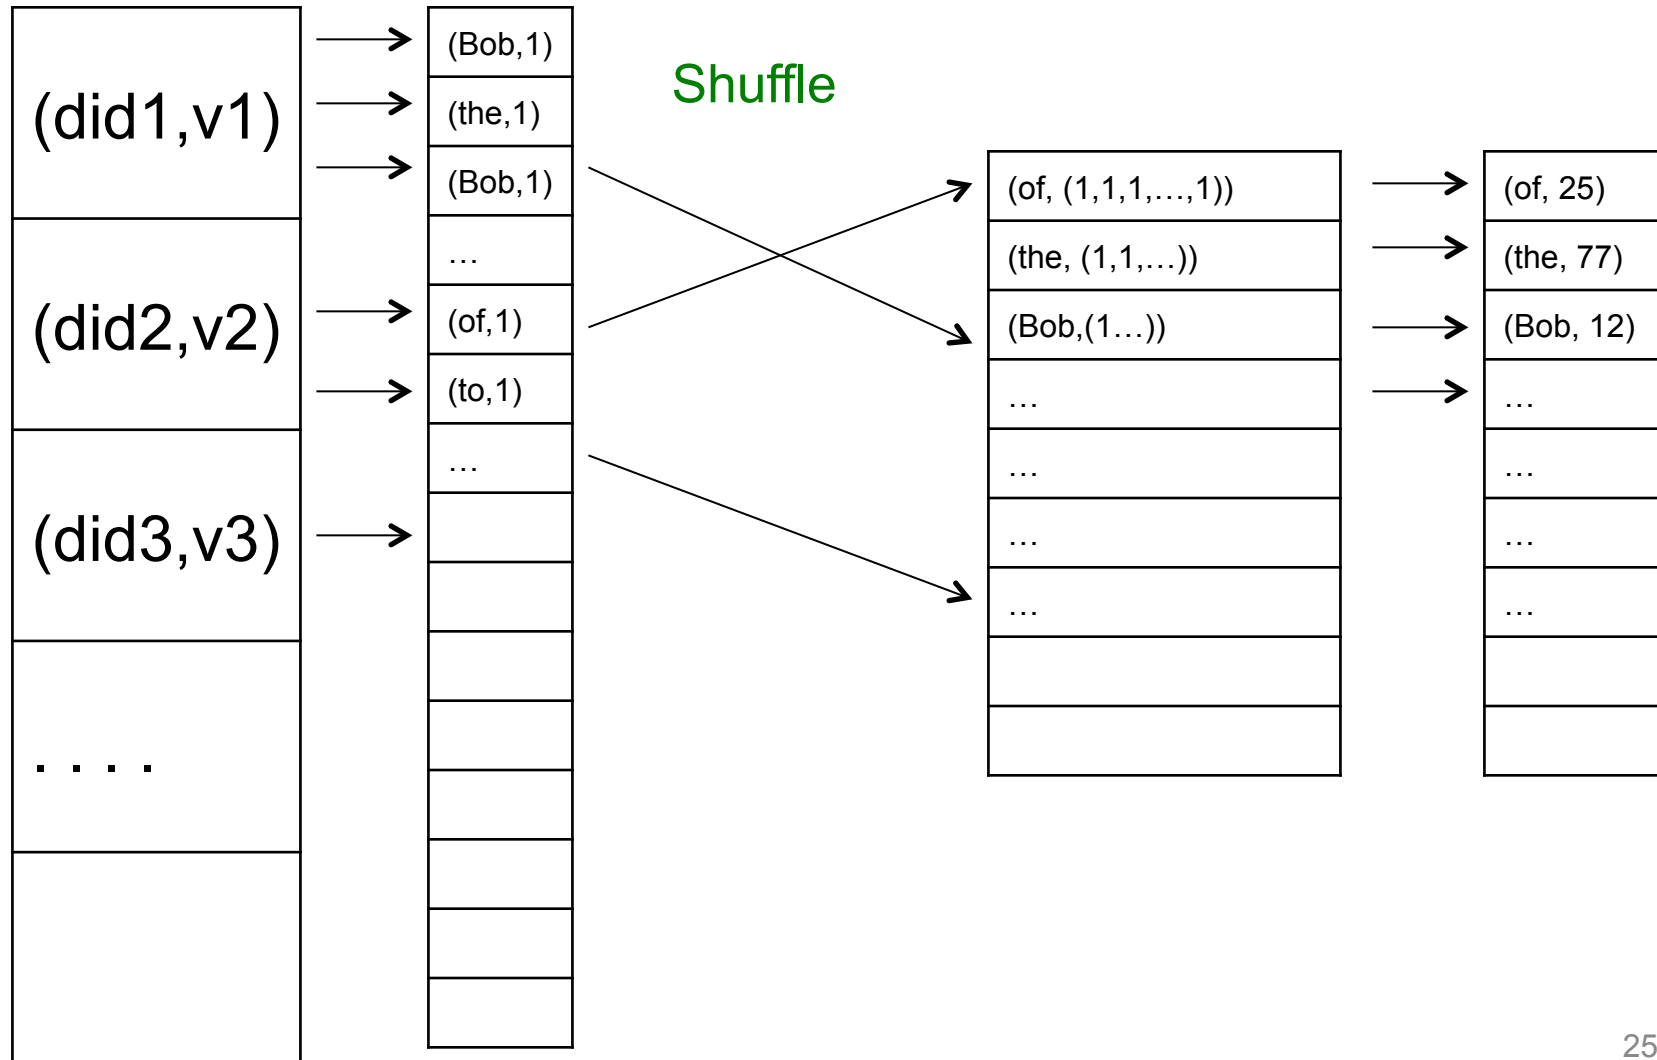 (did1,v1)
(did2,v2)
(did3,v3)
. . . .
(Bob,1)
(the,1)
(Bob,1)
…
(of,1)
(to,1)
…
Shuffle
(of, (1,1,1,…,1))
(the, (1,1,…))
(Bob,(1…))
…
…
…
…
(of, 25)
(the, 77)
(Bob, 12)
…
…
…
…
25